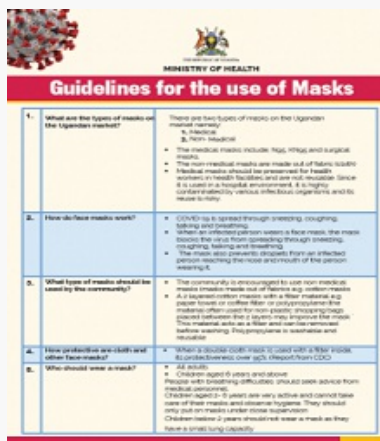 THE REPUBLIC OF UGANDA
MINISTRY OF HEALTH
Guidelines for the use of Masks
1.
What are the types of masks on
the Ugandan market?
There are two types of masks on the Ugandan
market namely:
1. Medical
2. Non-Medical
• The medical masks include: N95, KN95 and surgical
masks.
• The non-medical masks are made out of fabric (cloth)
• Medical masks should be preserved for health
workers in health facilities and are not reusable. Since
it is used in a hospital environment, it is highly
contaminated by various infectious organisms and its
reuse is risky
2.
How do face masks work?
• COVID-19 is spread through sneezing, coughing,
talking and breathing
• When an infected person wears a face mask, the mask
blocks the virus from spreading through sneezing,
coughing, talking and breathing
• The mask also prevents droplets from an infected
person reaching the nose and mouth of the person
wearing it.
3.
What type of masks should be
used by the community?
• The community is encouraged to use non medical
masks (masks made out of fabrics e.g. cotton masks
• A 2 layered cotton masks with a filter material e.g.
paper towel or coffee filter or polypropylene (the
material often used for non plastic shopping bags)
placed between the 2 layers may improve the mask
This material acts as a filter and can be removed
before washing. Polypropylene is washable and
reusable
4.
How protective are cloth and
other face-masks?
• When a double cloth mask is used with a filter inside,
its protectiveness over 95% (Report from CDC)
5.
Who should wear a mask?
• All adults
• Children aged 6 years and above
People with breathing difficulties should seek advice from
medical personnel.
Children aged 2-5 years are very active and cannot take
care of their masks and observe hygiene. They should
only put on masks under close supervision
Children below 2 years should not wear a mask as they
have a small lung capacity